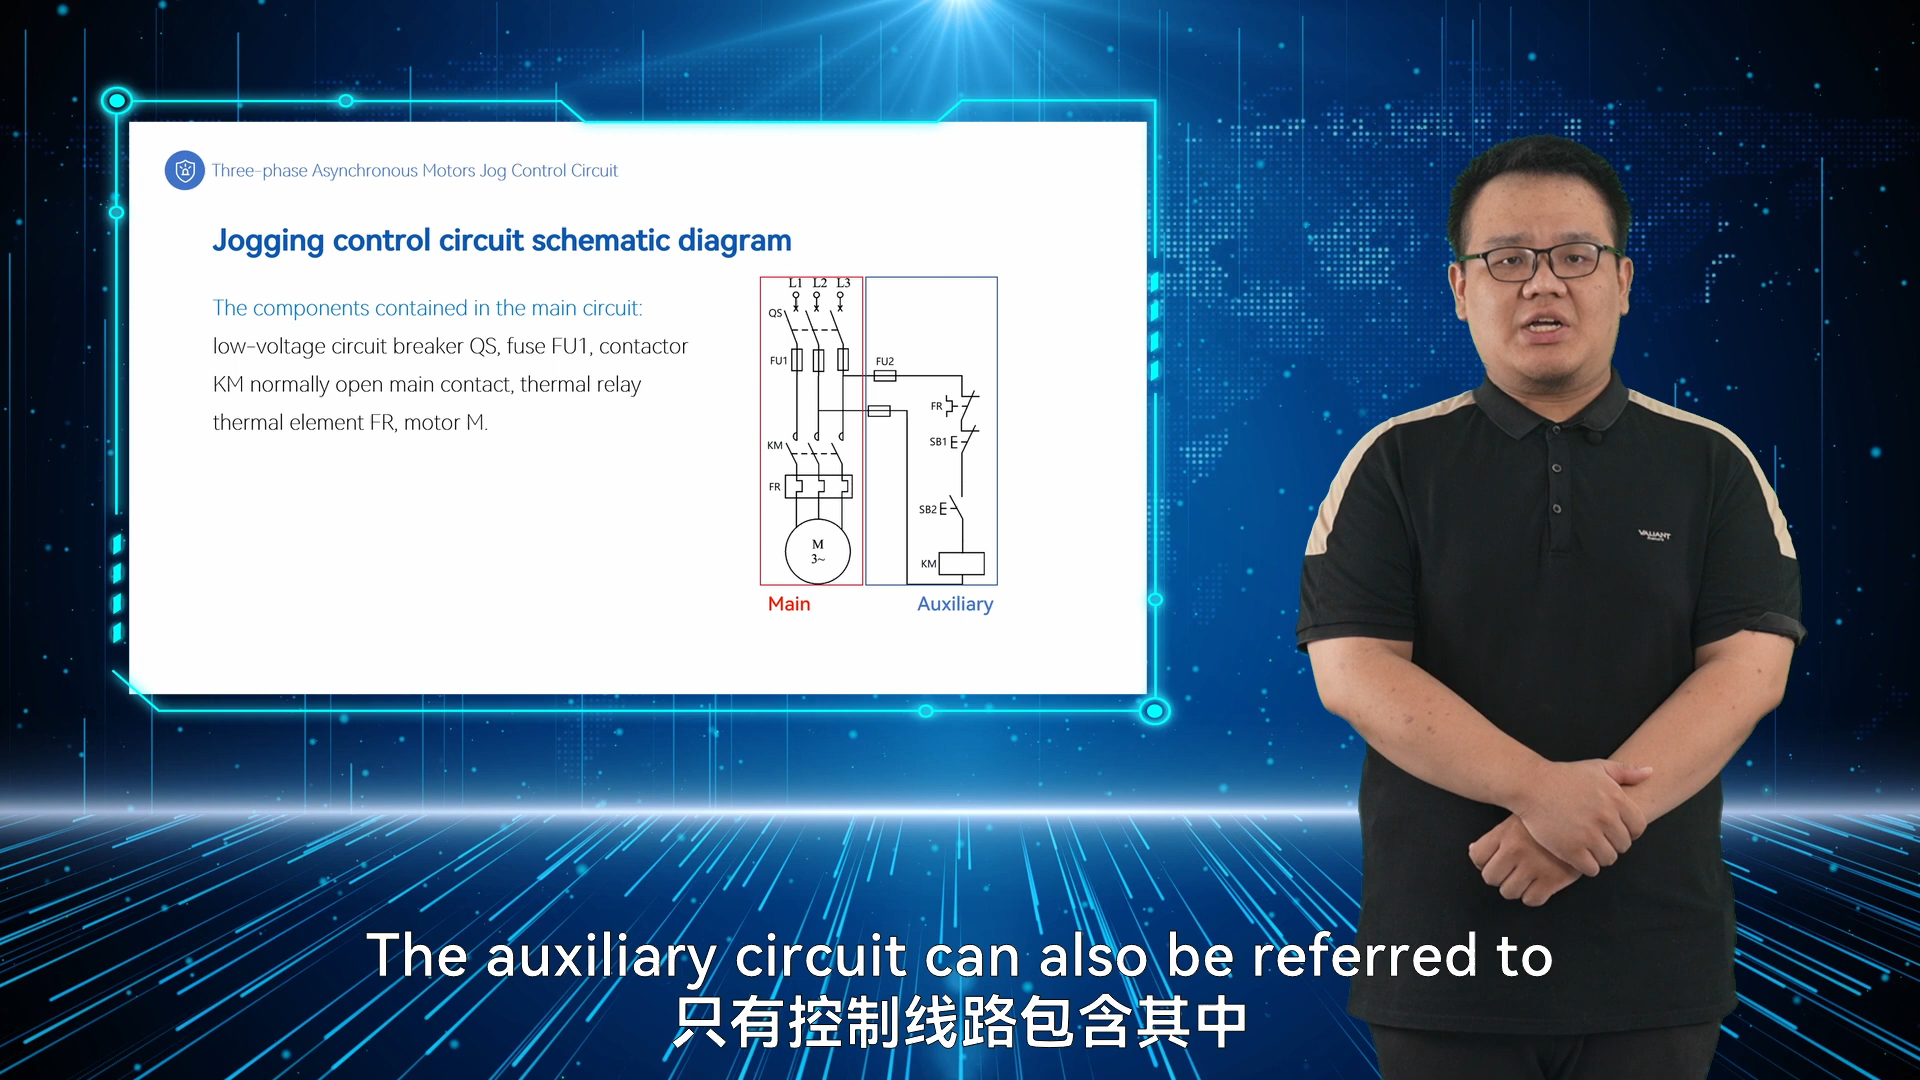 Three-phase Asynchronous Motors Jog Control Circuit
Jogging control circuit schematic diagram
The components contained in the main circuit:
low-voltage circuit breaker QS, fuse FU1, contactor
KM normally open main contact, thermal relay
thermal element FR, motor M.
L1 L2 L3
QS
FU1
FU2
FR
SB1
KM
FR
SB2
M
3~
KM
Main
Auxiliary
VALIANT
The auxiliary circuit can also be referred to
只有控制线路包含其中